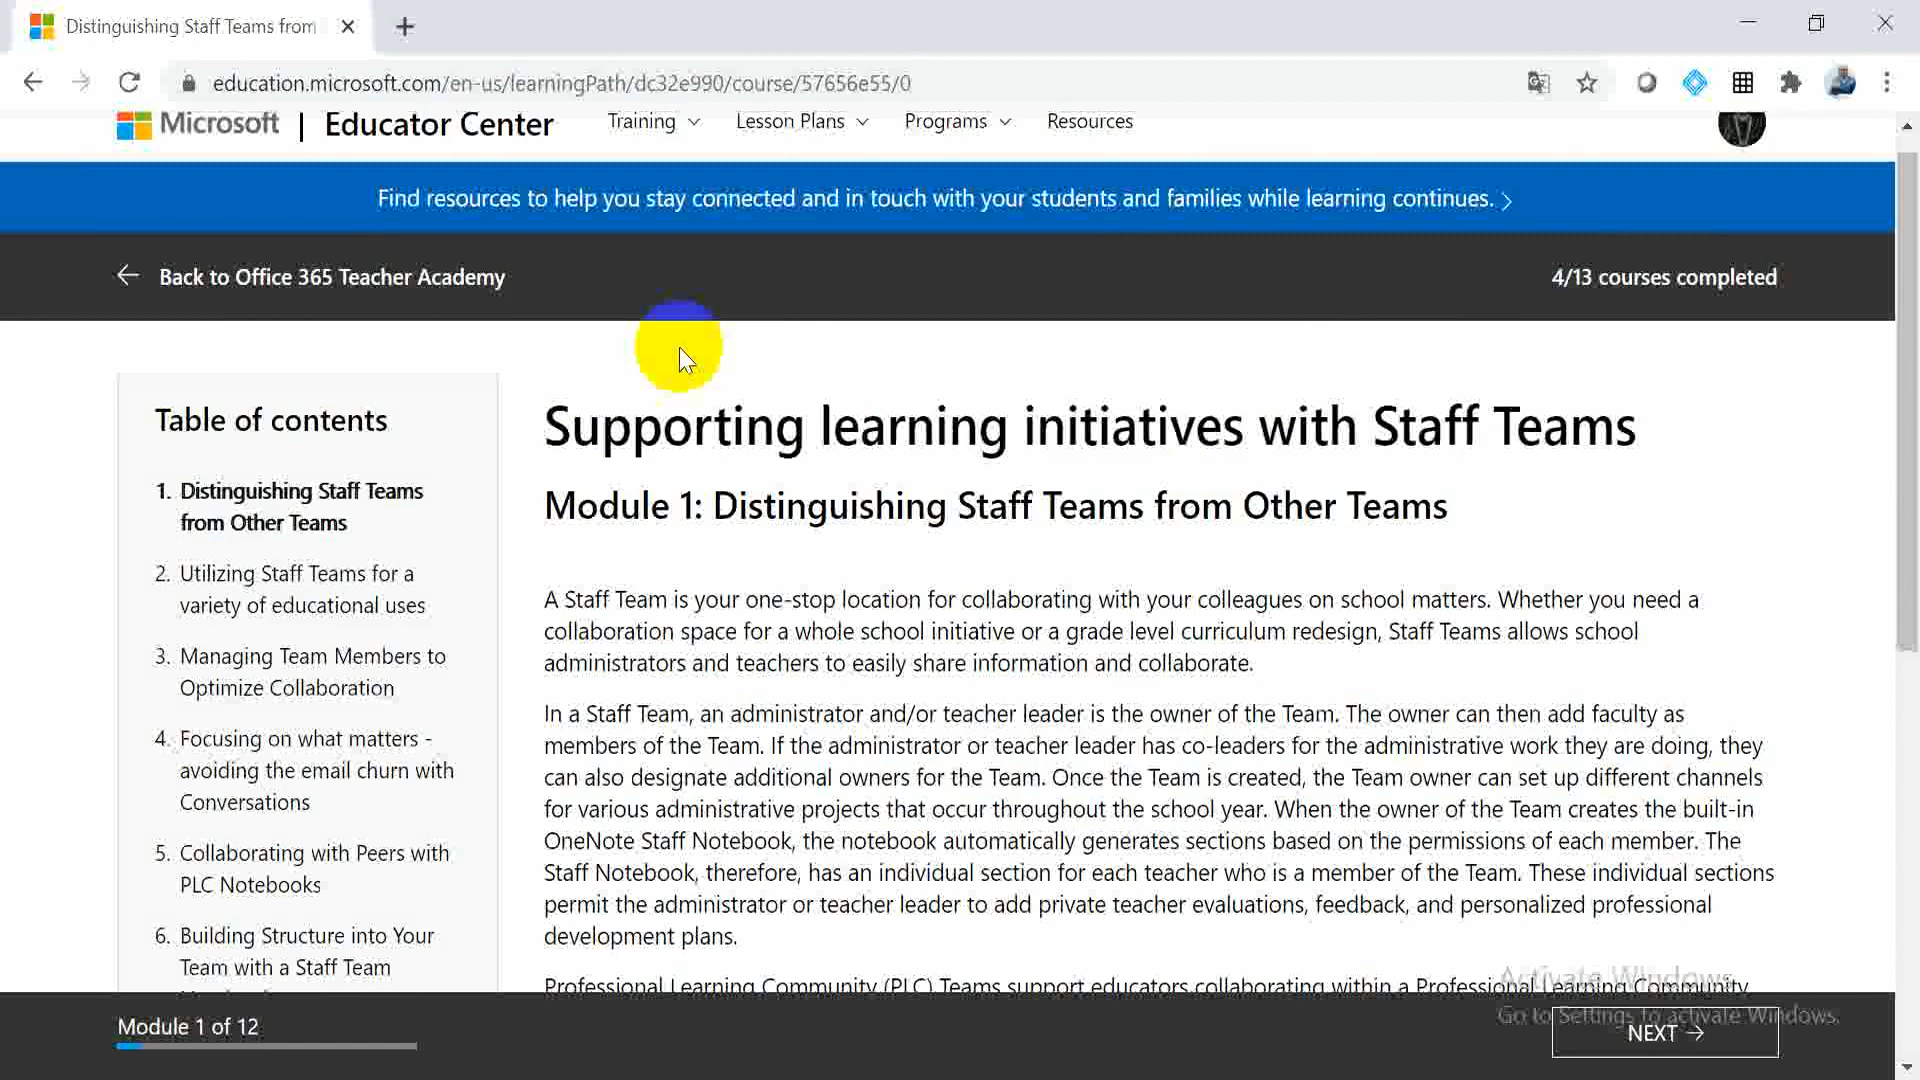 Distinguishing Staff Teams from
education.microsoft.com/en-us/learningPath/dc32e990/course/57656e55/0
Microsoft | Educator Center Training Lesson Plans Programs Resources
Find resources to help you stay connected and in touch with your students and families while learning continues.
Back to Office 365 Teacher Academy 4/13 courses completed
Table of contents
1. Distinguishing Staff Teams
from Other Teams
2. Utilizing Staff Teams for a
variety of educational uses
3. Managing Team Members to
Optimize Collaboration
4. Focusing on what matters -
avoiding the email churn with
Conversations
5. Collaborating with Peers with
PLC Notebooks
6. Building Structure into Your
Team with a Staff Team
Supporting learning initiatives with Staff Teams
Module 1: Distinguishing Staff Teams from Other Teams
A Staff Team is your one-stop location for collaborating with your colleagues on school matters. Whether you need a
collaboration space for a whole school initiative or a grade level curriculum redesign, Staff Teams allows school
administrators and teachers to easily share information and collaborate.
In a Staff Team, an administrator and/or teacher leader is the owner of the Team. The owner can then add faculty as
members of the Team. If the administrator or teacher leader has co-leaders for the administrative work they are doing, they
can also designate additional owners for the Team. Once the Team is created, the Team owner can set up different channels
for various administrative projects that occur throughout the school year. When the owner of the Team creates the built-in
OneNote Staff Notebook, the notebook automatically generates sections based on the permissions of each member. The
Staff Notebook, therefore, has an individual section for each teacher who is a member of the Team. These individual sections
permit the administrator or teacher leader to add private teacher evaluations, feedback, and personalized professional
development plans.
Professional Learning Community (PLC) Teams support educators collaborating within a Professional Learning Community
Activate Windows
Go to Settings to activate Windows.
Module 1 of 12
NEXT